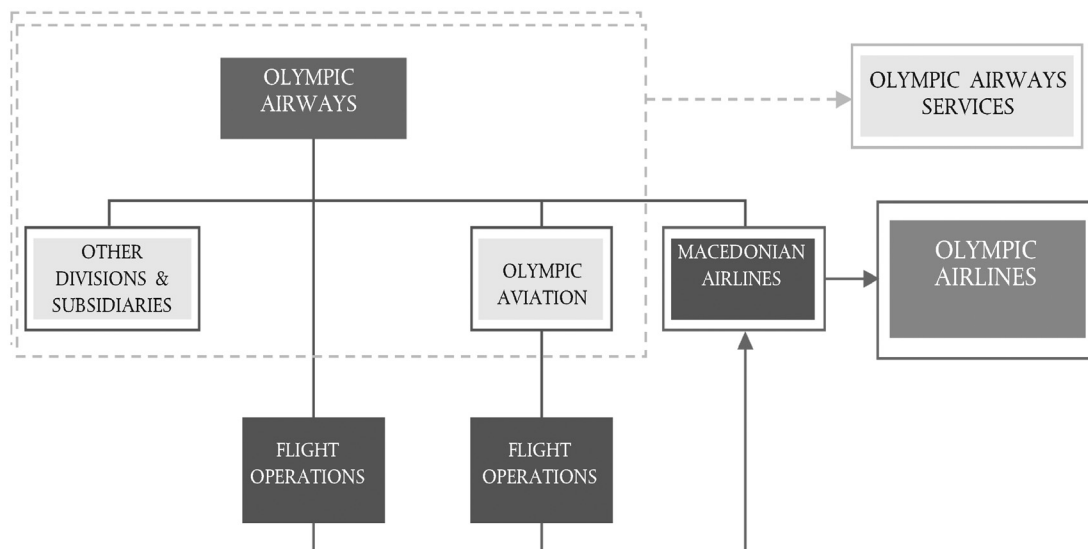 OLYMPIC
AIRWAYS
OLYMPIC AIRWAYS
SERVICES
OTHER
DIVISIONS &
SUBSIDIARIES
OLYMPIC
AVIATION
MACEDONIAN
AIRLINES
OLYMPIC
AIRLINES
FLIGHT
OPERATIONS
FLIGHT
OPERATIONS